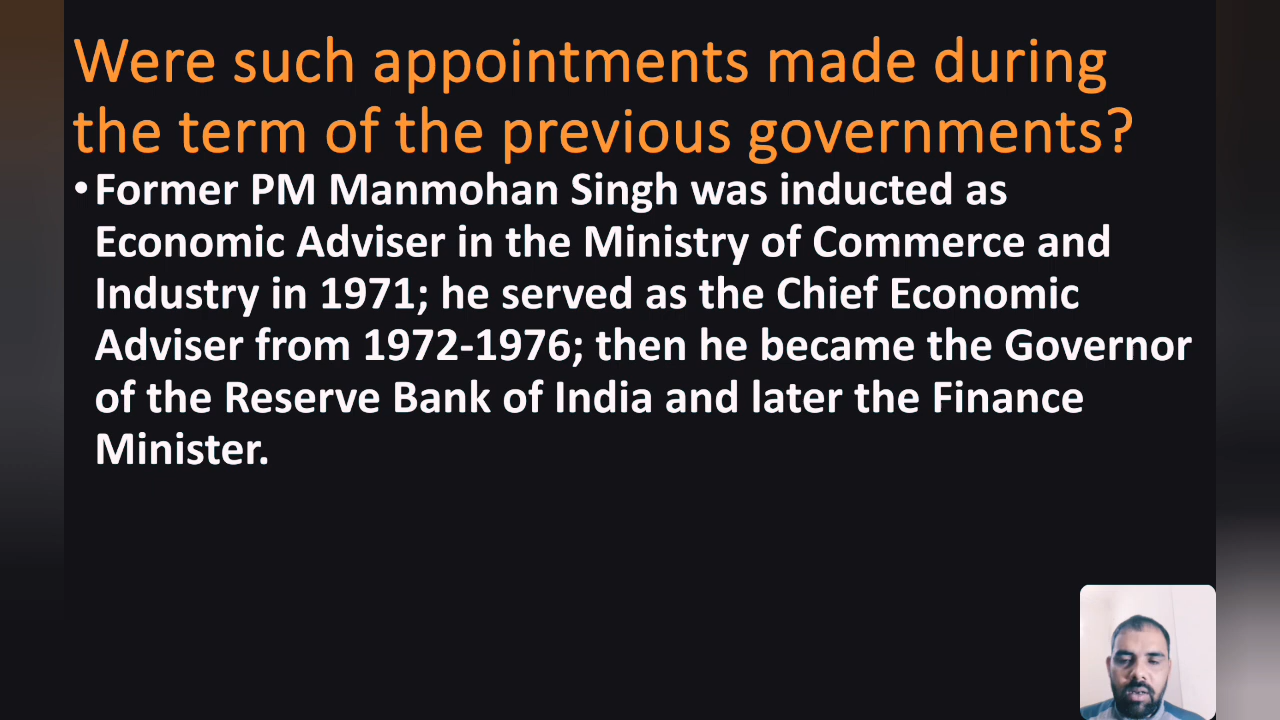 Were such appointments made during
the term of the previous governments?
• Former PM Manmohan Singh was inducted as
Economic Adviser in the Ministry of Commerce and
Industry in 1971; he served as the Chief Economic
Adviser from 1972-1976; then he became the Governor
of the Reserve Bank of India and later the Finance
Minister.